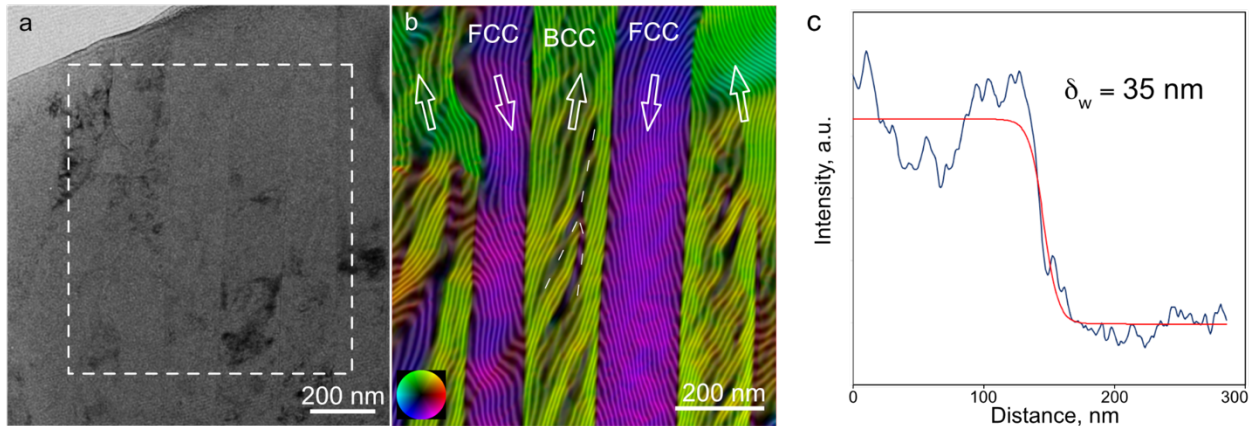 a
200 nm
b
FCC BCC FCC
200 nm
c
δw = 35 nm
Intensity, a.u.
0 100 200 300
Distance, nm